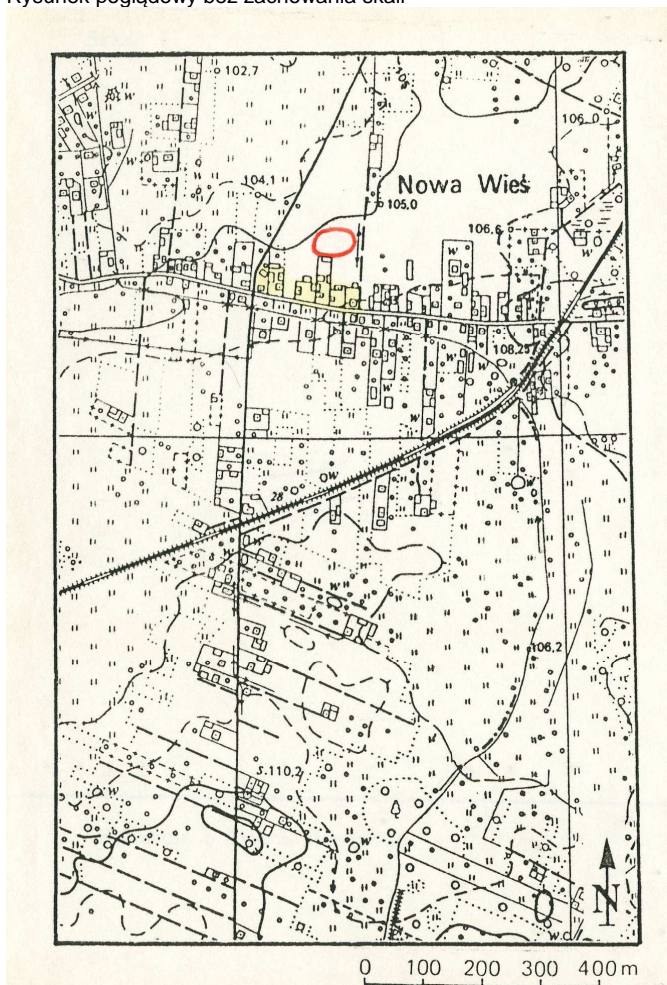 Rysunek poglądowy bez zachowania skali
102,7
w
106,0
104,1
Nowa Wieś
105,0
106,6
w
w
108,25
w
w
28
w
106,2
s.110,2
w
w
N
w
0 100 200 300 400m